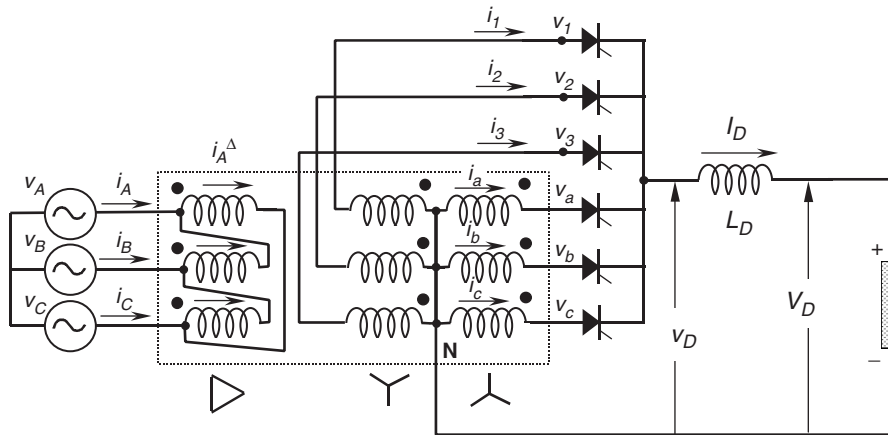 i1 v1
i2 v2
i3 v3
iA^Δ
ID
LD
vA iA
vB iB
vC iC
ia va
ib vb
ic vc
N
vD
VD
+
−